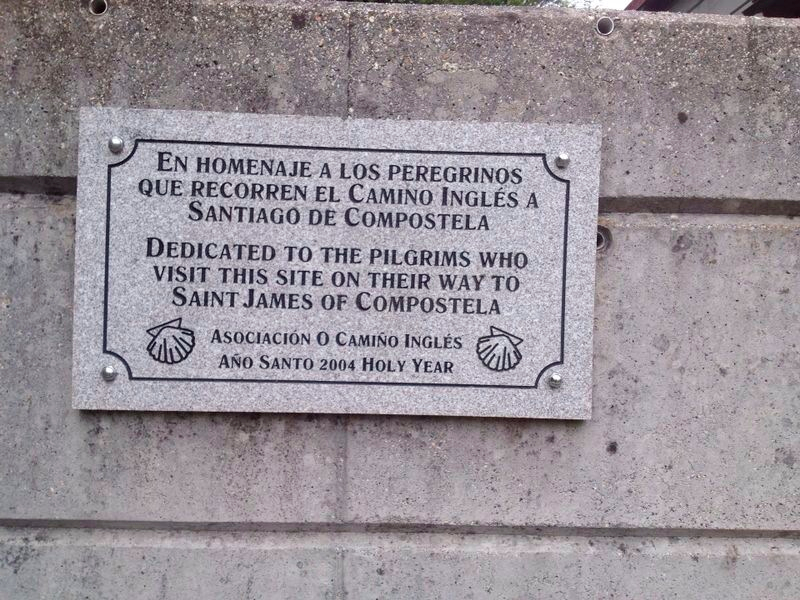 En homenaje a los peregrinos
que recorren el Camino Inglés a
Santiago de Compostela
Dedicated to the pilgrims who
visit this site on their way to
Saint James of Compostela
Asociación O Camiño Inglés
Año Santo 2004 Holy Year